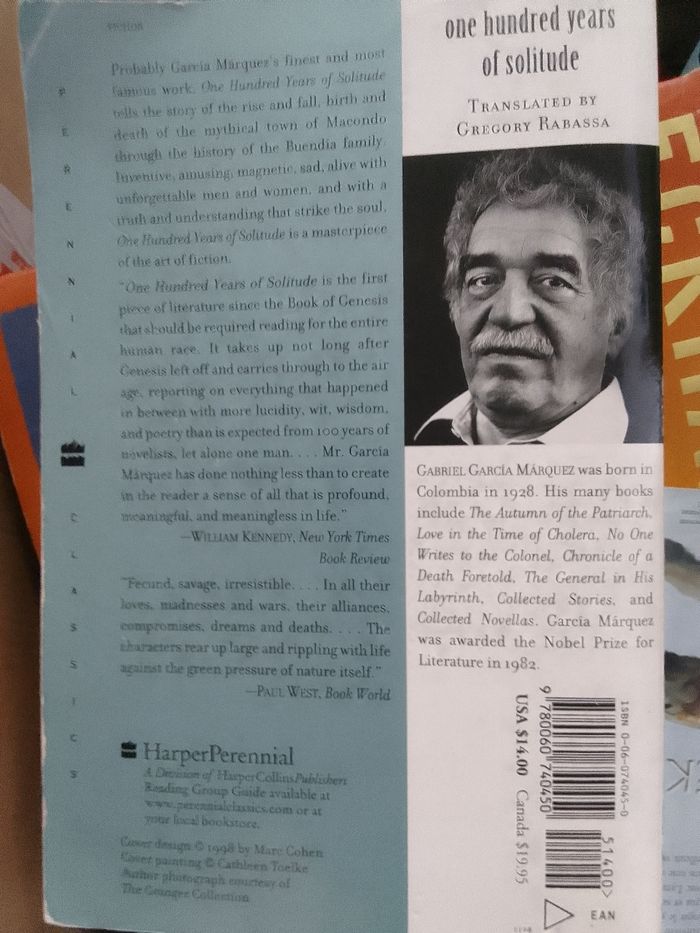 FICTION
Probably García Márquez's finest and most
famous work, One Hundred Years of Solitude
tells the story of the rise and fall, birth and
death of the mythical town of Macondo
through the history of the Buendía family.
Inventive, amusing, magnetic, sad, alive with
unforgettable men and women, and with a
truth and understanding that strike the soul,
One Hundred Years of Solitude is a masterpiece
of the art of fiction.
"One Hundred Years of Solitude is the first
piece of literature since the Book of Genesis
that should be required reading for the entire
human race. It takes up not long after
Genesis left off and carries through to the air
age, reporting on everything that happened
in between with more lucidity, wit, wisdom,
and poetry than is expected from 100 years of
novelists, let alone one man. . . . Mr. García
Márquez has done nothing less than to create
in the reader a sense of all that is profound,
meaningful, and meaningless in life."
—WILLIAM KENNEDY, New York Times
Book Review
"Fecund, savage, irresistible. . . . In all their
loves, madnesses and wars, their alliances,
compromises, dreams and deaths. . . . The
characters rear up large and rippling with life
against the green pressure of nature itself."
—PAUL WEST, Book World
HarperPerennial
A Division of HarperCollinsPublishers
Reading Group Guide available at
www.perennialclassics.com or at
your local bookstore.
Cover design © 1998 by Marc Cohen
Cover painting © Cathleen Toelke
Author photograph courtesy of
The Granger Collection
PERENNIAL CLASSICS
one hundred years
of solitude
TRANSLATED BY
GREGORY RABASSA
GABRIEL GARCÍA MÁRQUEZ was born in
Colombia in 1928. His many books
include The Autumn of the Patriarch,
Love in the Time of Cholera, No One
Writes to the Colonel, Chronicle of a
Death Foretold, The General in His
Labyrinth, Collected Stories, and
Collected Novellas. García Márquez
was awarded the Nobel Prize for
Literature in 1982.
ISBN 0-06-074045-0
9 780060 740450
51400>
USA $14.00 Canada $19.95
EAN